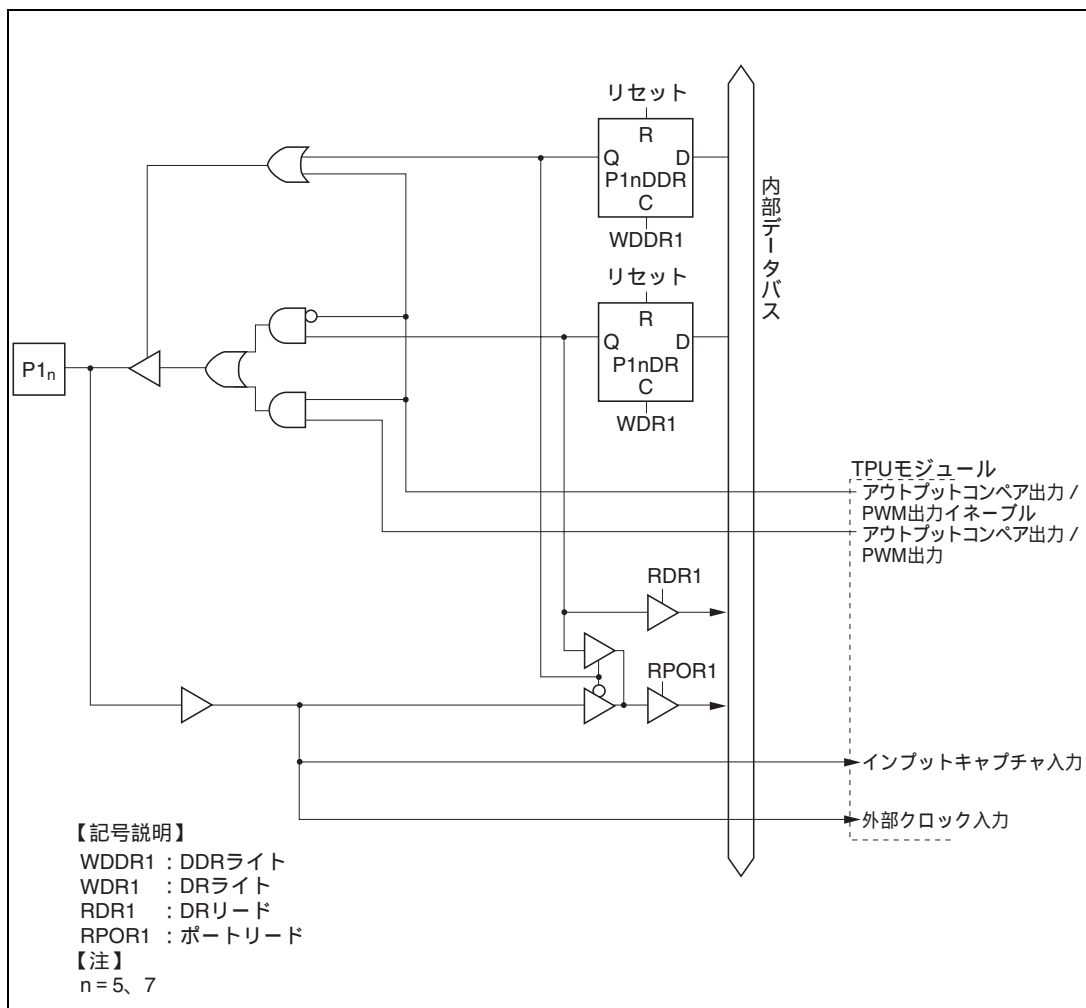 リセット
R
Q D
P1nDDR
C
WDDR1
内部データバス
リセット
R
Q D
P1nDR
C
WDR1
P1n
TPUモジュール
アウトプットコンペア出力 /
PWM出力イネーブル
アウトプットコンペア出力 /
PWM出力
RDR1
RPOR1
インプットキャプチャ入力
外部クロック入力
【記号説明】
WDDR1 : DDRライト
WDR1 : DRライト
RDR1 : DRリード
RPOR1 : ポートリード
【注】
n = 5、7